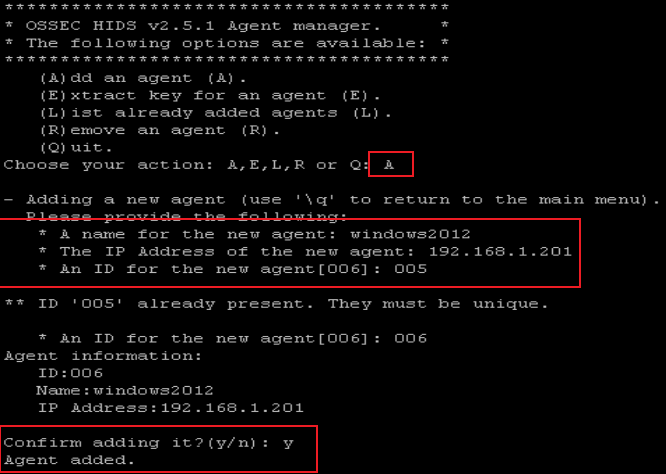 ****************************************
* OSSEC HIDS v2.5.1 Agent manager.     *
* The following options are available: *
****************************************
   (A)dd an agent (A).
   (E)xtract key for an agent (E).
   (L)ist already added agents (L).
   (R)emove an agent (R).
   (Q)uit.
Choose your action: A,E,L,R or Q: A

- Adding a new agent (use '\q' to return to the main menu).
  Please provide the following:
   * A name for the new agent: windows2012
   * The IP Address of the new agent: 192.168.1.201
   * An ID for the new agent[006]: 005

** ID '005' already present. They must be unique.

   * An ID for the new agent[006]: 006
Agent information:
   ID:006
   Name:windows2012
   IP Address:192.168.1.201

Confirm adding it?(y/n): y
Agent added.